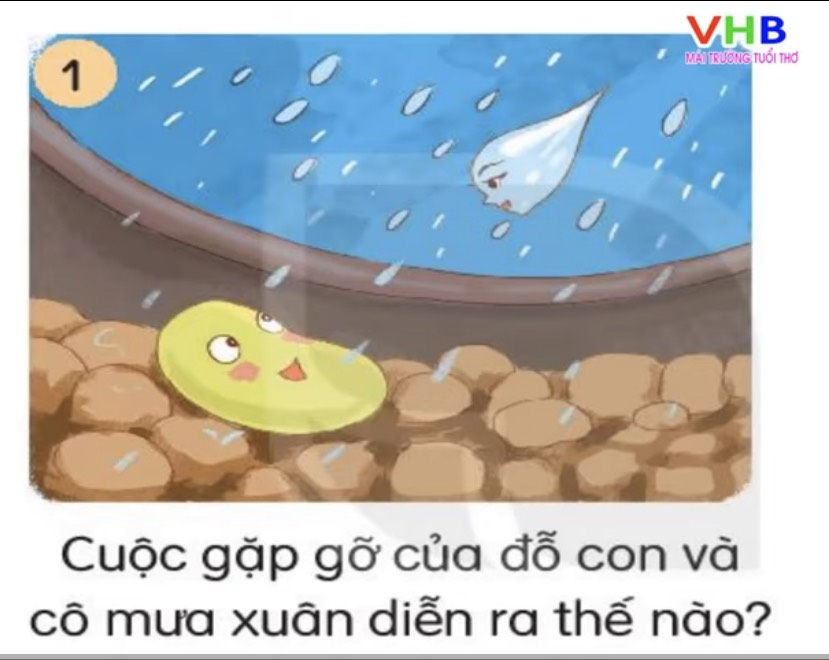 VHB
MÁI TRƯỜNG TUỔI THƠ
1
Cuộc gặp gỡ của đỗ con và
cô mưa xuân diễn ra thế nào?